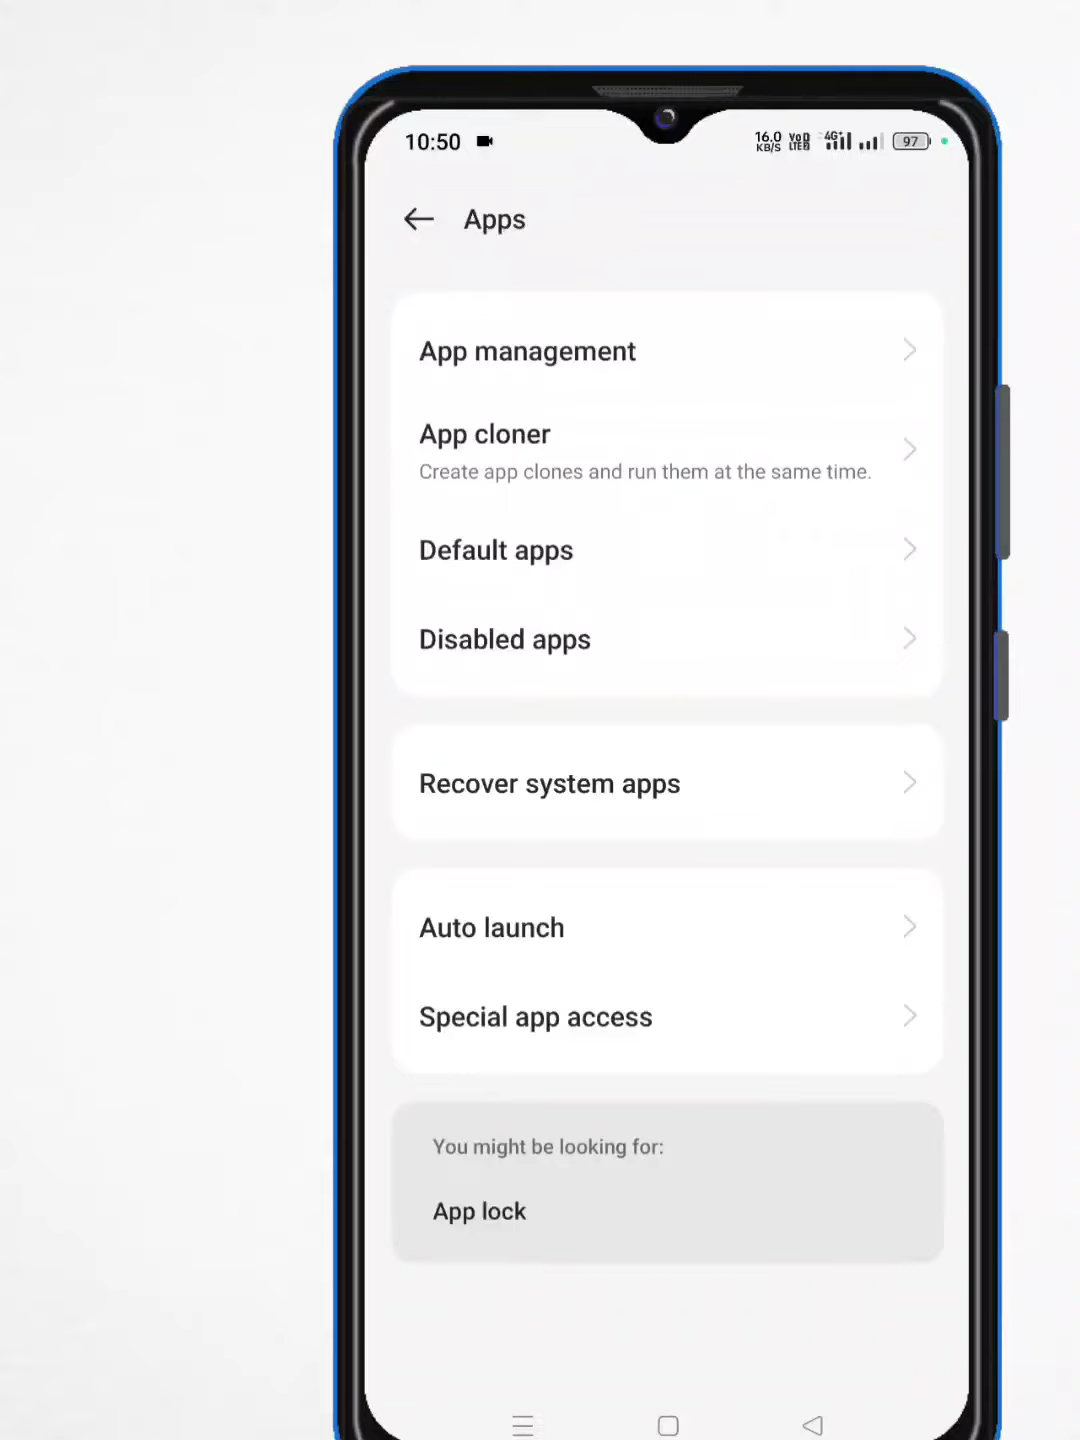 10:50
16.0 KB/S
Vo LTE2
4G+
97
Apps
App management
App cloner
Create app clones and run them at the same time.
Default apps
Disabled apps
Recover system apps
Auto launch
Special app access
You might be looking for:
App lock